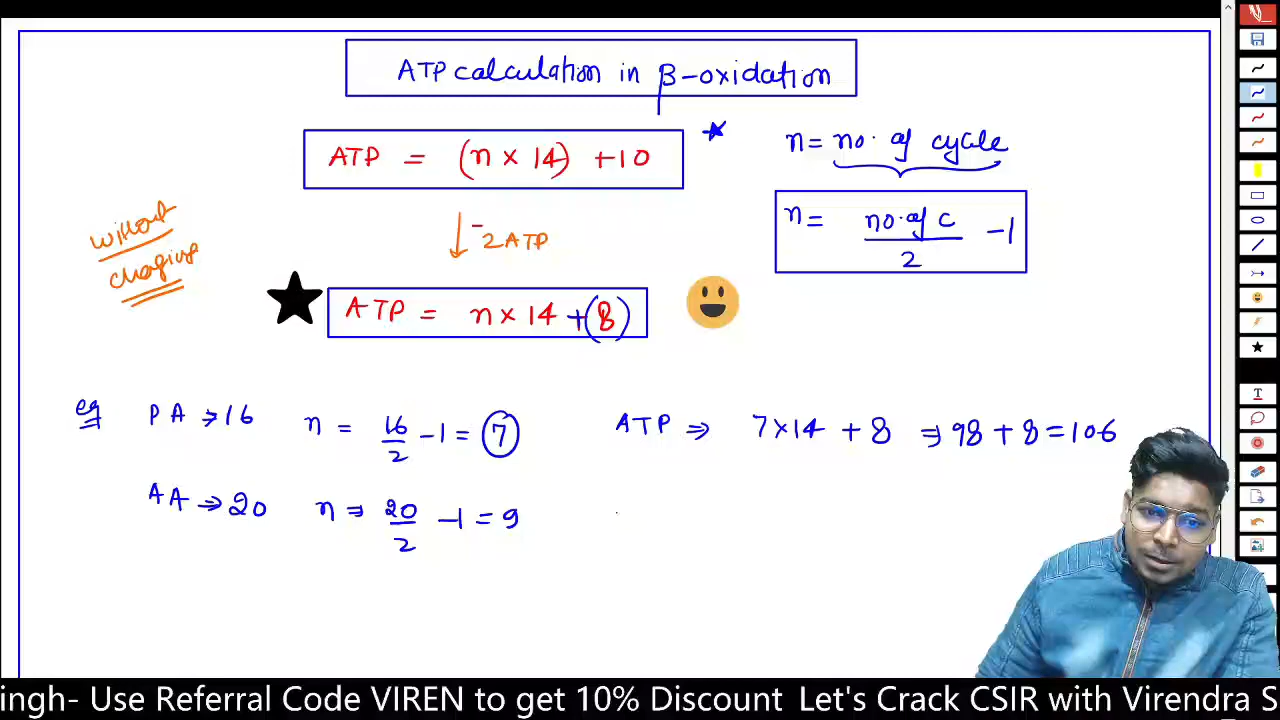 ATP calculation in β-oxidation
ATP = (n × 14) + 10
n = no. of cycle
n = no. of C / 2 - 1
without
charging
-2 ATP
ATP = n × 14 + (8)
eg PA → 16 n = 16/2 - 1 = 7 ATP ⇒ 7×14 + 8 ⇒ 98 + 8 = 106
AA → 20 n ⇒ 20/2 - 1 = 9
ingh- Use Referral Code VIREN to get 10% Discount Let's Crack CSIR with Virendra S